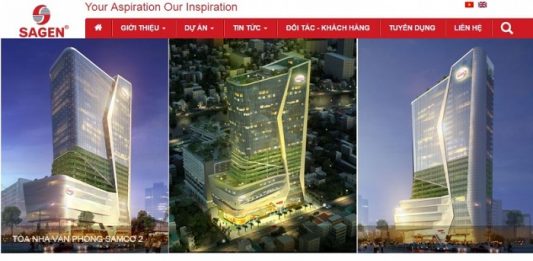 Your Aspiration Our Inspiration
SAGEN®
GIỚI THIỆU DỰ ÁN TIN TỨC ĐỐI TÁC - KHÁCH HÀNG TUYỂN DỤNG LIÊN HỆ
TÒA NHÀ VĂN PHÒNG SAMCO 2